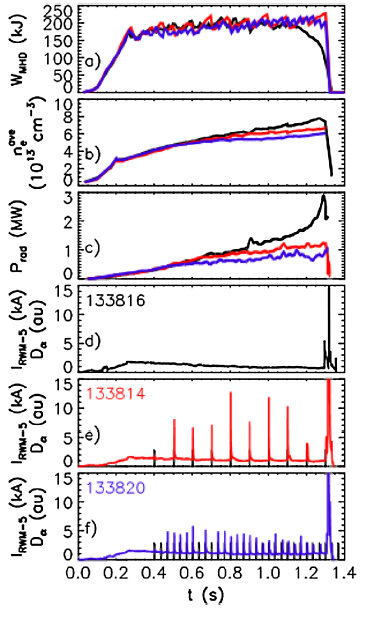 250
200
150
100
50
0
W_MHD (kJ)
a)
10
8
6
4
2
0
n_e^ave
(10^13 cm^-3)
b)
3
2
1
0
P_rad (MW)
c)
15
10
5
0
I_RWM-5 (kA)
D_α (au)
133816
d)
15
10
5
0
I_RWM-5 (kA)
D_α (au)
133814
e)
15
10
5
0
I_RWM-5 (kA)
D_α (au)
133820
f)
0.0 0.2 0.4 0.6 0.8 1.0 1.2 1.4
t (s)